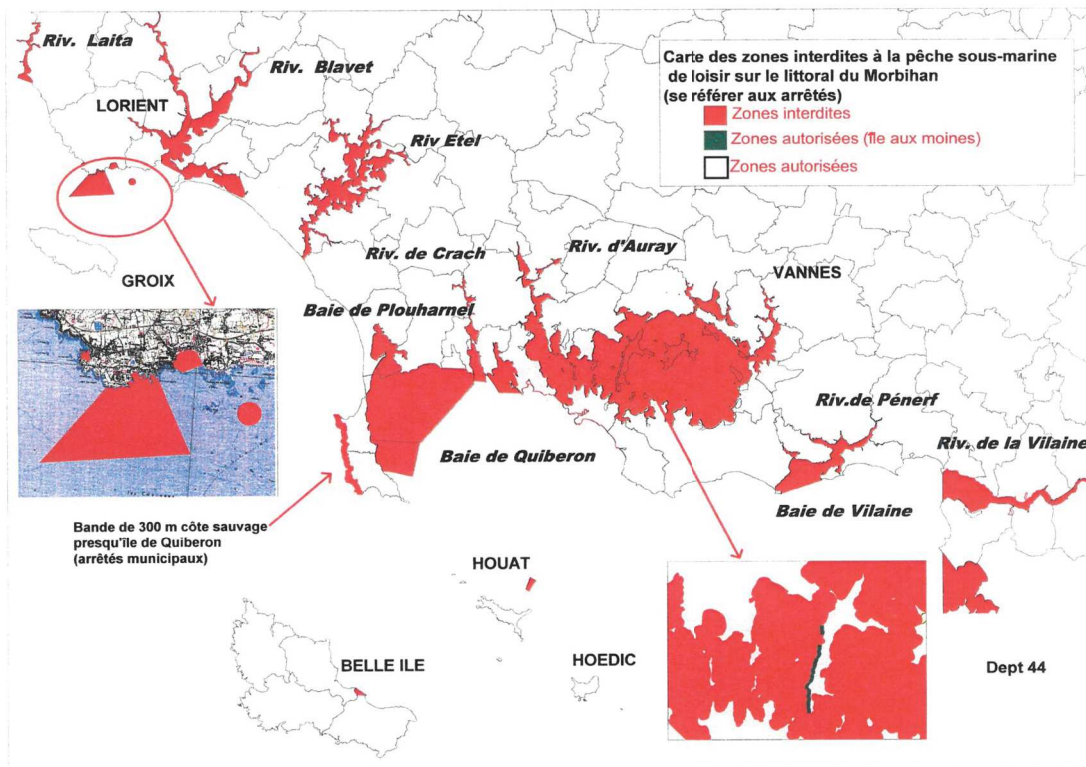 Riv. Laita
Riv. Blavet
LORIENT
Riv Etel
Carte des zones interdites à la pêche sous-marine
de loisir sur le littoral du Morbihan
(se référer aux arrêtés)
Zones interdites
Zones autorisées (île aux moines)
Zones autorisées
Riv. de Crach
Riv. d'Auray
VANNES
GROIX
Baie de Plouharnel
Riv.de Pénerf
Riv. de la Vilaine
Baie de Quiberon
Baie de Vilaine
Bande de 300 m côte sauvage
presqu'île de Quiberon
(arrêtés municipaux)
HOUAT
BELLE ILE
HOEDIC
Dept 44